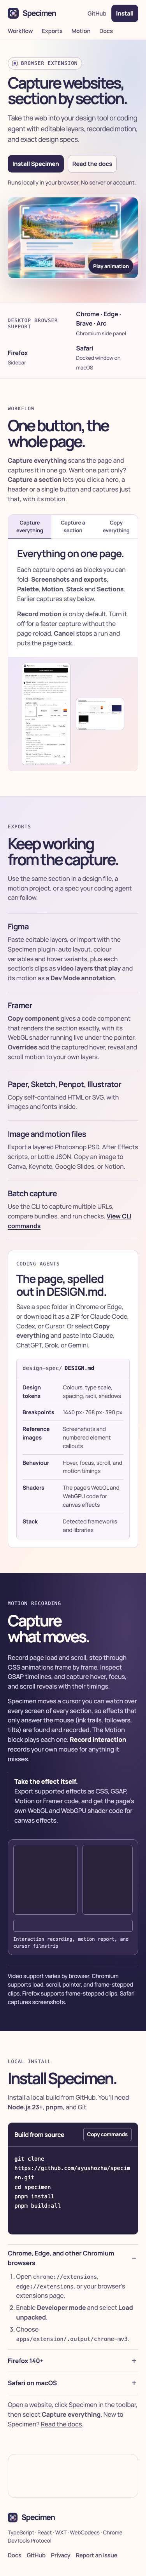 Specimen
GitHub
Install
Workflow
Exports
Motion
Docs
BROWSER EXTENSION
Capture websites,
section by section.
Take the web into your design tool or coding
agent with editable layers, recorded motion,
and exact design specs.
Install Specimen
Read the docs
Runs locally in your browser. No server or account.
Play animation
DESKTOP BROWSER
SUPPORT
Chrome · Edge ·
Brave · Arc
Chromium side panel
Firefox
Sidebar
Safari
Docked window on
macOS
WORKFLOW
One button, the
whole page.
Capture everything scans the page and
captures it in one go. Want one part only?
Capture a section lets you click a hero, a
header or a single button and captures just
that, with its motion.
Capture
everything
Capture a
section
Copy
everything
Everything on one page.
Each capture opens as blocks you can
fold: Screenshots and exports,
Palette, Motion, Stack and Sections.
Earlier captures stay below.
Record motion is on by default. Turn it
off for a faster capture without the
page reload. Cancel stops a run and
puts the page back.
EXPORTS
Keep working
from the capture.
Use the same section in a design file, a
motion project, or a spec your coding agent
can follow.
Figma
Paste editable layers, or import with the
Specimen plugin: auto layout, colour
variables and hover variants, plus each
section's clips as video layers that play and
its motion as a Dev Mode annotation.
Framer
Copy component gives a code component
that renders the section exactly, with its
WebGL shader running live under the pointer.
Overrides add the captured hover, reveal and
scroll motion to your own layers.
Paper, Sketch, Penpot, Illustrator
Copy self-contained HTML or SVG, with
images and fonts inside.
Image and motion files
Export a layered Photoshop PSD, After Effects
scripts, or Lottie JSON. Copy an image to
Canva, Keynote, Google Slides, or Notion.
Batch capture
Use the CLI to capture multiple URLs,
compare bundles, and run checks. View CLI
commands
CODING AGENTS
The page, spelled
out in DESIGN.md.
Save a spec folder in Chrome or Edge,
or download it as a ZIP for Claude Code,
Codex, or Cursor. Or select Copy
everything and paste into Claude,
ChatGPT, Grok, or Gemini.
design-spec/ DESIGN.md
Design
tokens
Colours, type scale,
spacing, radii, shadows
Breakpoints
1440 px · 768 px · 390 px
Reference
images
Screenshots and
numbered element
callouts
Behaviour
Hover, focus, scroll, and
motion timings
Shaders
The page's WebGL and
WebGPU code for
canvas effects
Stack
Detected frameworks
and libraries
MOTION RECORDING
Capture
what moves.
Record page load and scroll, step through
CSS animations frame by frame, inspect
GSAP timelines, and capture hover, focus,
and scroll reveals with their timings.
Specimen moves a cursor you can watch over
every screen of every section, so effects that
only answer the mouse (ink trails, followers,
tilts) are found and recorded. The Motion
block plays each one. Record interaction
records your own mouse for anything it
misses.
Take the effect itself.
Export supported effects as CSS, GSAP,
Motion or Framer code, and get the page's
own WebGL and WebGPU shader code for
canvas effects.
Interaction recording, motion report, and
cursor filmstrip
Video support varies by browser. Chromium
supports load, scroll, pointer, and frame-stepped
clips. Firefox supports frame-stepped clips. Safari
captures screenshots.
LOCAL INSTALL
Install Specimen.
Install a local build from GitHub. You'll need
Node.js 23+, pnpm, and Git.
Build from source
Copy commands
git clone
https://github.com/ayushozha/specim
en.git
cd specimen
pnpm install
pnpm build:all
Chrome, Edge, and other Chromium
browsers
1. Open chrome://extensions,
edge://extensions, or your browser's
extensions page.
2. Enable Developer mode and select Load
unpacked.
3. Choose
apps/extension/.output/chrome-mv3.
Firefox 140+
Safari on macOS
Open a website, click Specimen in the toolbar,
then select Capture everything. New to
Specimen? Read the docs.
Specimen
TypeScript · React · WXT · WebCodecs · Chrome
DevTools Protocol
Docs
GitHub
Privacy
Report an issue